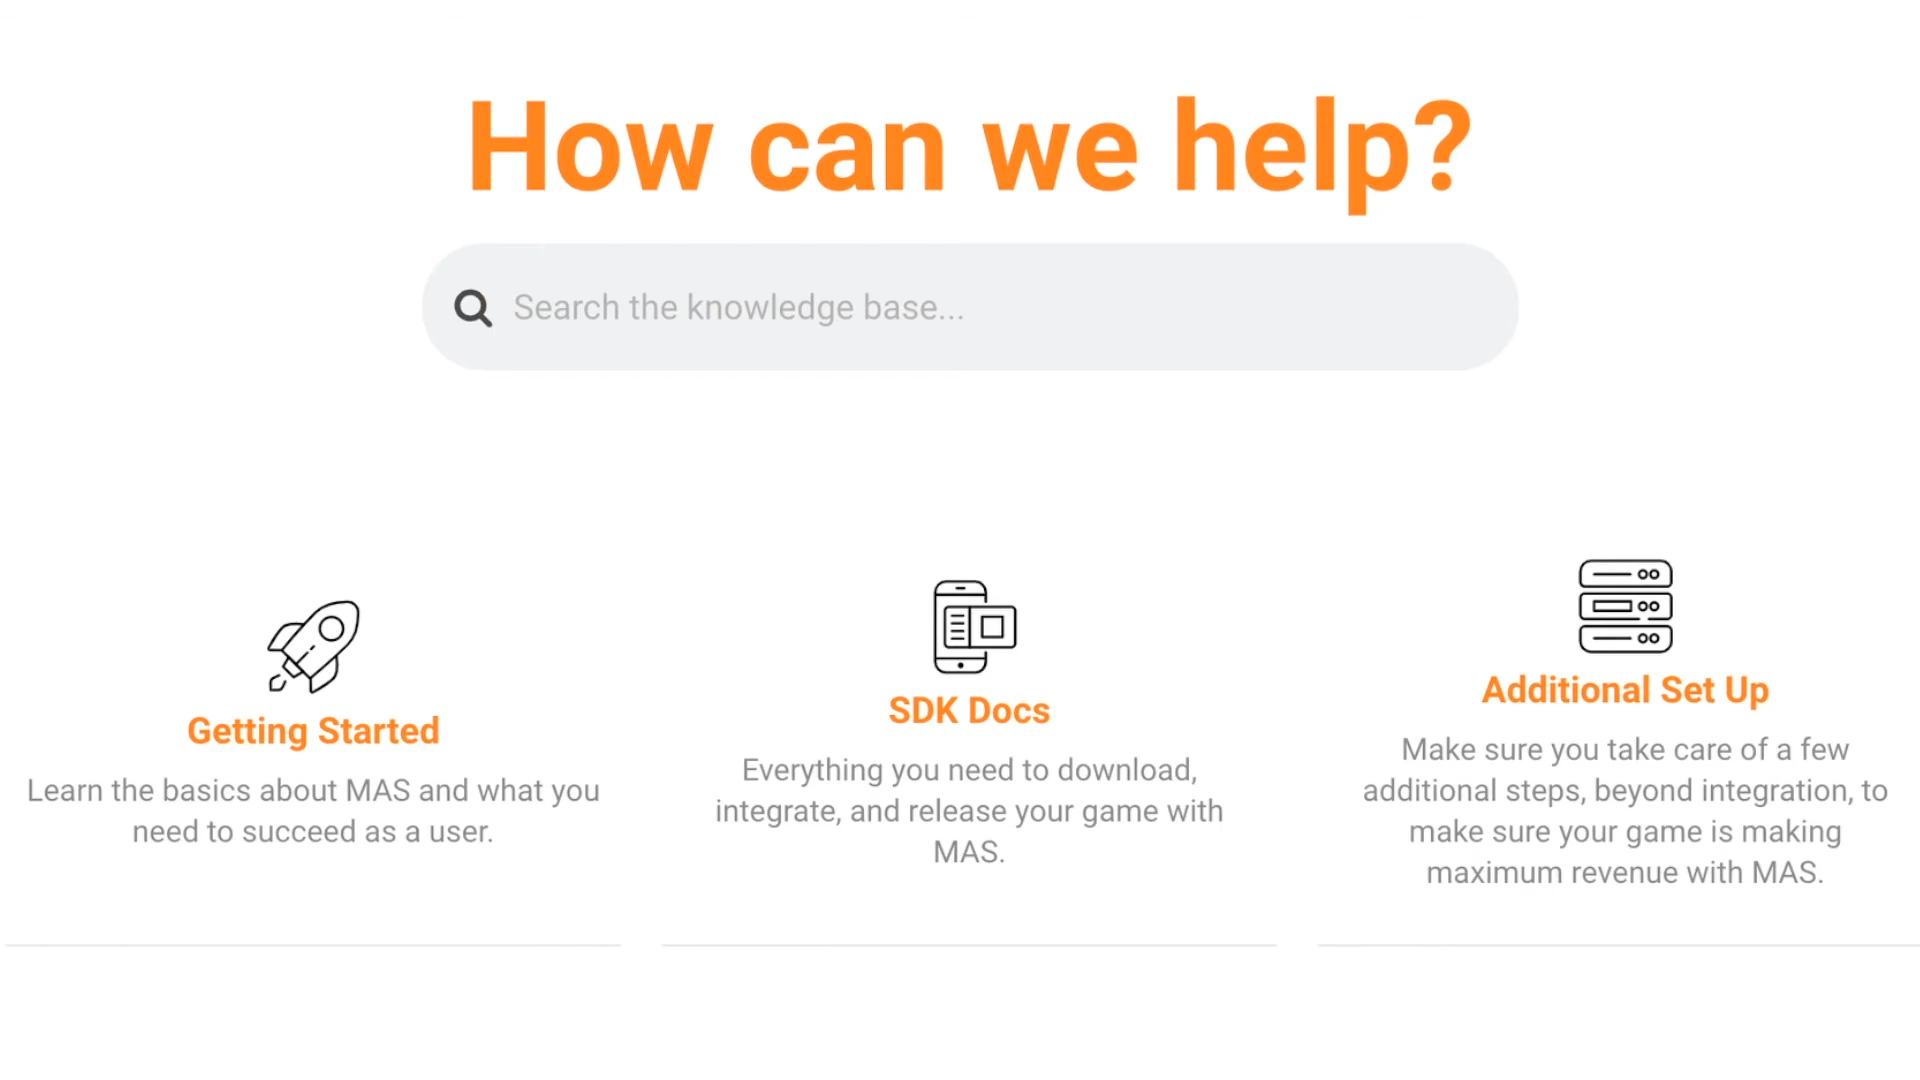 How can we help?
Search the knowledge base...
Getting Started
Learn the basics about MAS and what you
need to succeed as a user.
SDK Docs
Everything you need to download,
integrate, and release your game with
MAS.
Additional Set Up
Make sure you take care of a few
additional steps, beyond integration, to
make sure your game is making
maximum revenue with MAS.